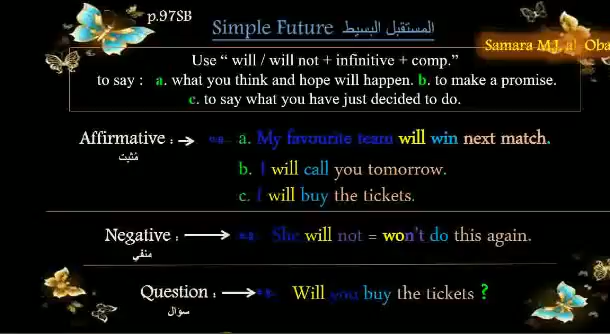 p.97SB
Simple Future المستقبل البسيط
Samara M.J. al Oba
Use “ will / will not + infinitive + comp.”
to say : a. what you think and hope will happen. b. to make a promise.
c. to say what you have just decided to do.
Affirmative : → e.g. a. My favourite team will win next match.
مُثبت
b. I will call you tomorrow.
c. I will buy the tickets.
Negative : → e.g. She will not = won't do this again.
منفي
Question : → e.g. Will you buy the tickets ?
سؤال